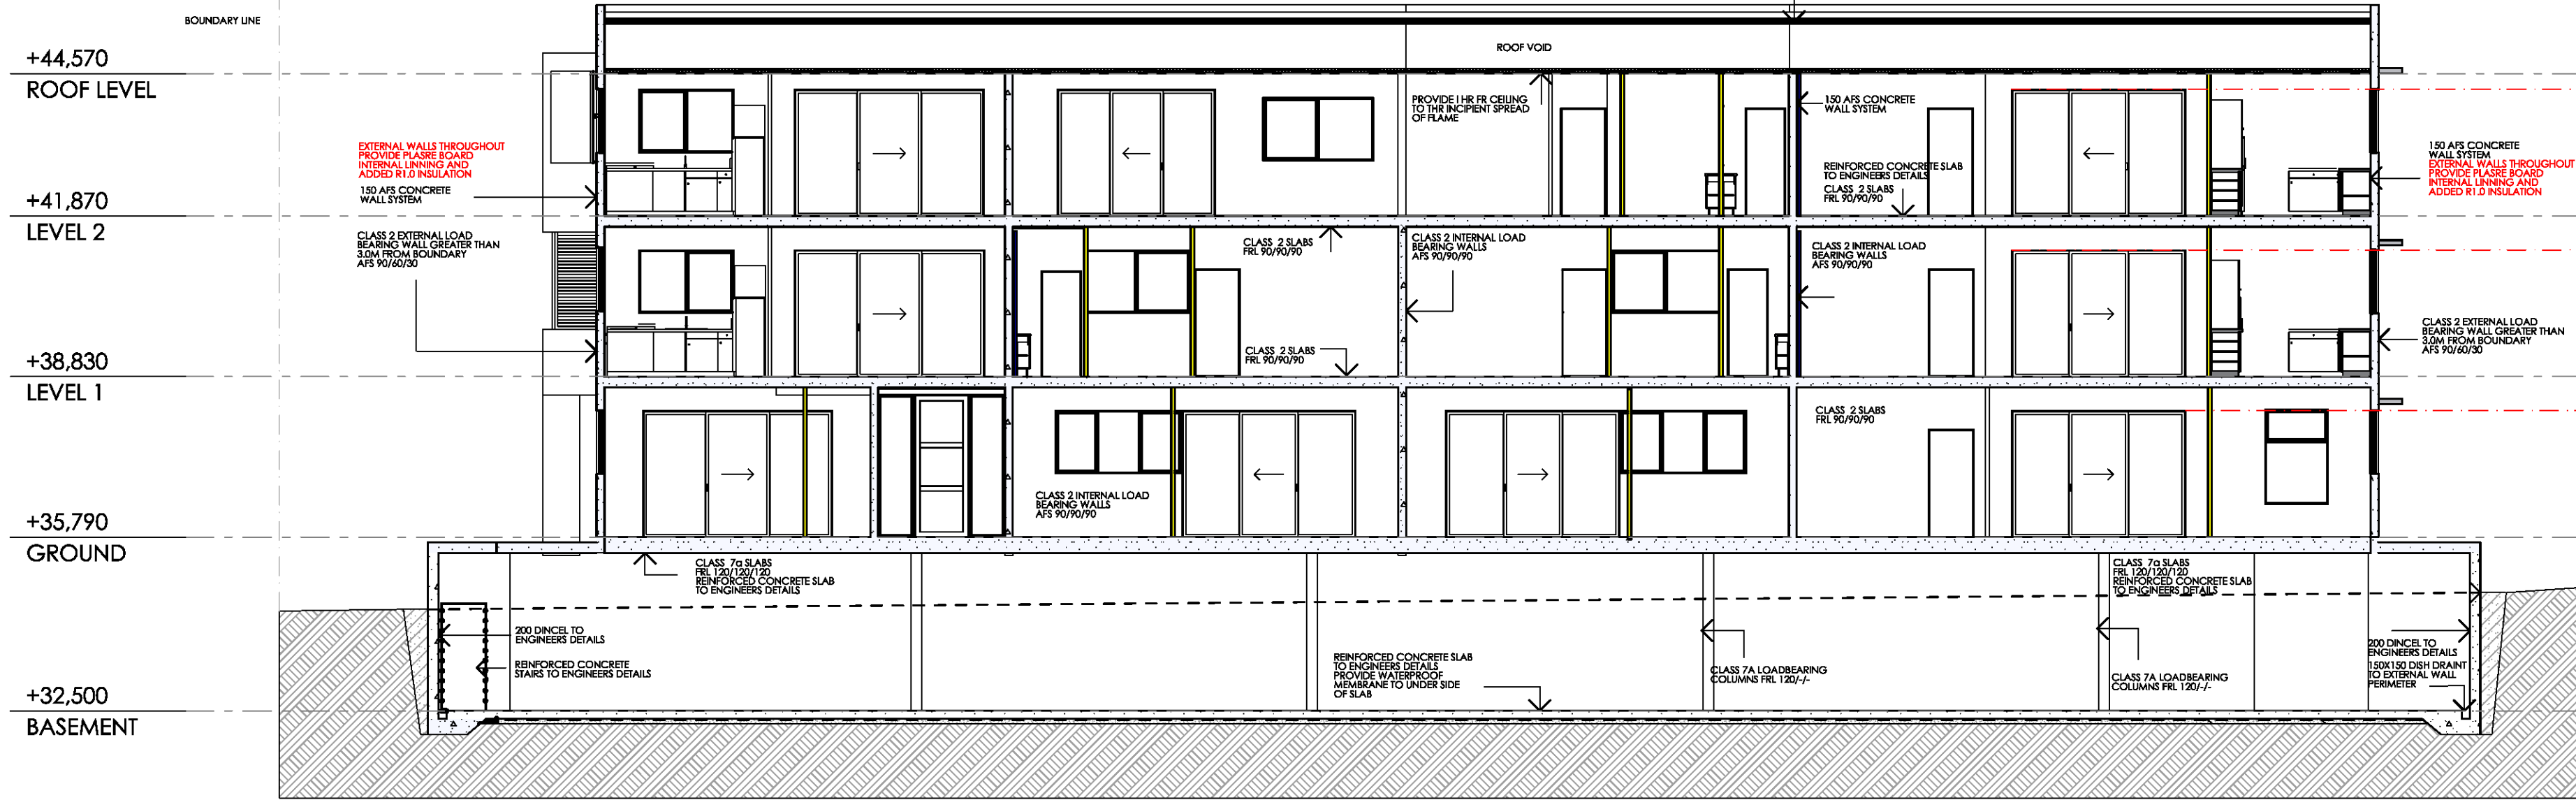 BOUNDARY LINE
+44,570
ROOF LEVEL
ROOF VOID
PROVIDE I HR FR CEILING
TO THR INCIPIENT SPREAD
OF FLAME
150 AFS CONCRETE
WALL SYSTEM
EXTERNAL WALLS THROUGHOUT
PROVIDE PLASRE BOARD
INTERNAL LINNING AND
ADDED R1.0 INSULATION
150 AFS CONCRETE
WALL SYSTEM
REINFORCED CONCRETE SLAB
TO ENGINEERS DETAILS
CLASS 2 SLABS
FRL 90/90/90
150 AFS CONCRETE
WALL SYSTEM
EXTERNAL WALLS THROUGHOUT
PROVIDE PLASRE BOARD
INTERNAL LINNING AND
ADDED R1.0 INSULATION
+41,870
LEVEL 2
CLASS 2 EXTERNAL LOAD
BEARING WALL GREATER THAN
3.0M FROM BOUNDARY
AFS 90/60/30
CLASS 2 SLABS
FRL 90/90/90
CLASS 2 INTERNAL LOAD
BEARING WALLS
AFS 90/90/90
CLASS 2 INTERNAL LOAD
BEARING WALLS
AFS 90/90/90
CLASS 2 SLABS
FRL 90/90/90
CLASS 2 EXTERNAL LOAD
BEARING WALL GREATER THAN
3.0M FROM BOUNDARY
AFS 90/60/30
+38,830
LEVEL 1
CLASS 2 SLABS
FRL 90/90/90
CLASS 2 INTERNAL LOAD
BEARING WALLS
AFS 90/90/90
+35,790
GROUND
CLASS 7a SLABS
FRL 120/120/120
REINFORCED CONCRETE SLAB
TO ENGINEERS DETAILS
CLASS 7a SLABS
FRL 120/120/120
REINFORCED CONCRETE SLAB
TO ENGINEERS DETAILS
200 DINCEL TO
ENGINEERS DETAILS
REINFORCED CONCRETE
STAIRS TO ENGINEERS DETAILS
REINFORCED CONCRETE SLAB
TO ENGINEERS DETAILS
PROVIDE WATERPROOF
MEMBRANE TO UNDER SIDE
OF SLAB
CLASS 7A LOADBEARING
COLUMNS FRL 120/-/-
CLASS 7A LOADBEARING
COLUMNS FRL 120/-/-
200 DINCEL TO
ENGINEERS DETAILS
150X150 DISH DRAINT
TO EXTERNAL WALL
PERIMETER
+32,500
BASEMENT